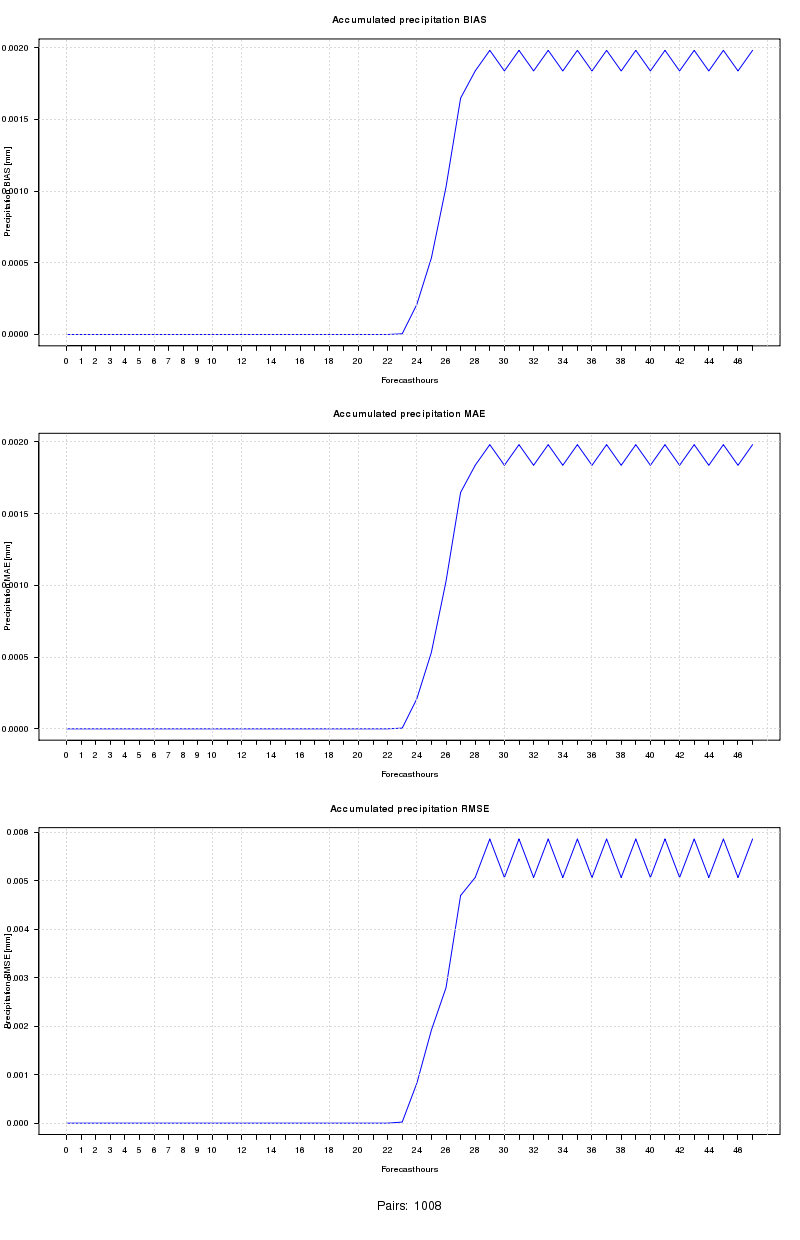 Accumulated precipitation BIAS
0.0020
0.0015
0.0010
0.0005
0.0000
Precipitation BIAS [mm]
0 1 2 3 4 5 6 7 8 9 10 12 14 16 18 20 22 24 26 28 30 32 34 36 38 40 42 44 46
Forecasthours
Accumulated precipitation MAE
0.0020
0.0015
0.0010
0.0005
0.0000
Precipitation MAE [mm]
0 1 2 3 4 5 6 7 8 9 10 12 14 16 18 20 22 24 26 28 30 32 34 36 38 40 42 44 46
Forecasthours
Accumulated precipitation RMSE
0.006
0.005
0.004
0.003
0.002
0.001
0.000
Precipitation RMSE [mm]
0 1 2 3 4 5 6 7 8 9 10 12 14 16 18 20 22 24 26 28 30 32 34 36 38 40 42 44 46
Forecasthours
Pairs: 1008